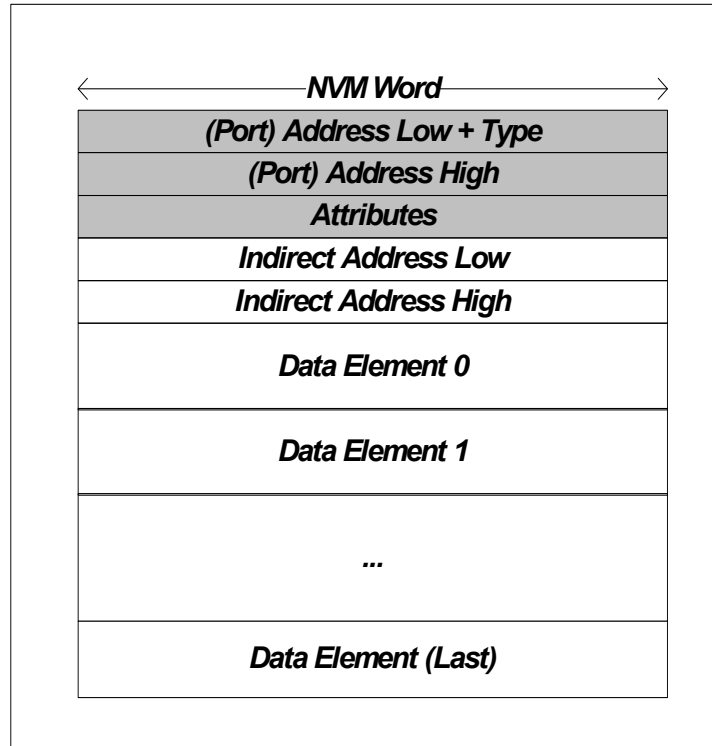 NVM Word
(Port) Address Low + Type
(Port) Address High
Attributes
Indirect Address Low
Indirect Address High
Data Element 0
Data Element 1
...
Data Element (Last)